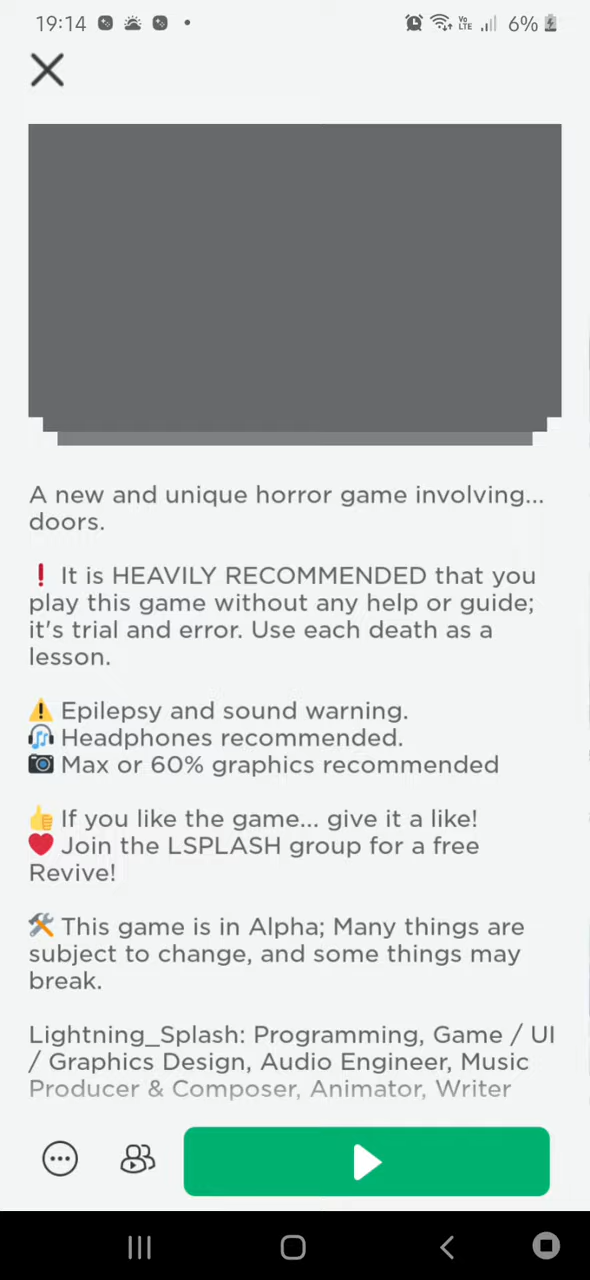 19:14 Vo LTE 6%
A new and unique horror game involving...
doors.
❗ It is HEAVILY RECOMMENDED that you
play this game without any help or guide;
it's trial and error. Use each death as a
lesson.
⚠️ Epilepsy and sound warning.
🎧 Headphones recommended.
📷 Max or 60% graphics recommended
👍 If you like the game... give it a like!
❤️ Join the LSPLASH group for a free
Revive!
🛠️ This game is in Alpha; Many things are
subject to change, and some things may
break.
Lightning_Splash: Programming, Game / UI
/ Graphics Design, Audio Engineer, Music
Producer & Composer, Animator, Writer